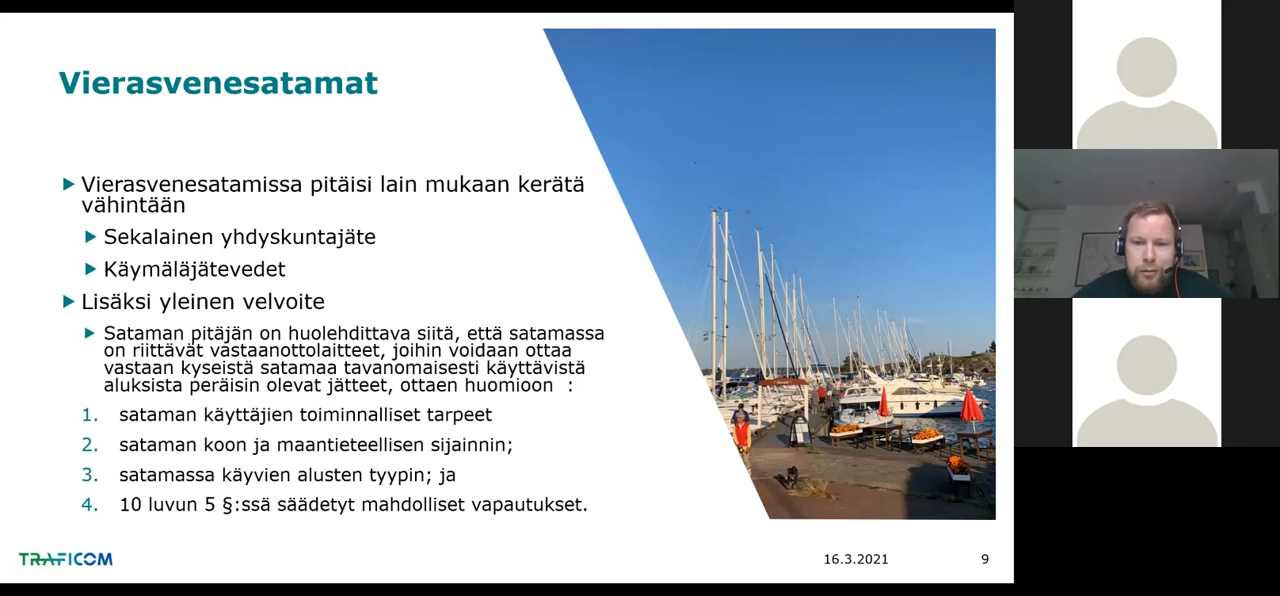 Vierasvenesatamat
Vierasvenesatamissa pitäisi lain mukaan kerätä
vähintään
Sekalainen yhdyskuntajäte
Käymäläjätevedet
Lisäksi yleinen velvoite
Sataman pitäjän on huolehdittava siitä, että satamassa
on riittävät vastaanottolaitteet, joihin voidaan ottaa
vastaan kyseistä satamaa tavanomaisesti käyttävistä
aluksista peräisin olevat jätteet, ottaen huomioon :
1. sataman käyttäjien toiminnalliset tarpeet
2. sataman koon ja maantieteellisen sijainnin;
3. satamassa käyvien alusten tyypin; ja
4. 10 luvun 5 §:ssä säädetyt mahdolliset vapautukset.
TRAFICOM
16.3.2021
9